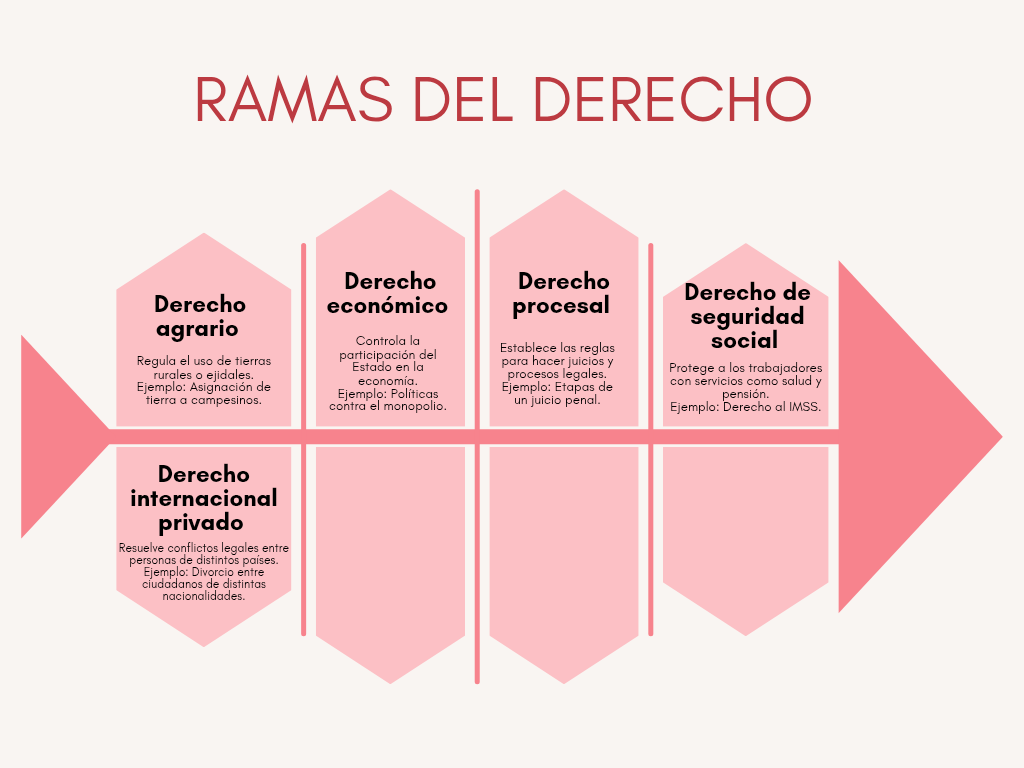 RAMAS DEL DERECHO
Derecho
agrario
Regula el uso de tierras
rurales o ejidales.
Ejemplo: Asignación de
tierra a campesinos.
Derecho
económico
Controla la
participación del
Estado en la
economía.
Ejemplo: Políticas
contra el monopolio.
Derecho
procesal
Establece las reglas
para hacer juicios y
procesos legales.
Ejemplo: Etapas de
un juicio penal.
Derecho de
seguridad
social
Protege a los trabajadores
con servicios como salud y
pensión.
Ejemplo: Derecho al IMSS.
Derecho
internacional
privado
Resuelve conflictos legales entre
personas de distintos países.
Ejemplo: Divorcio entre
ciudadanos de distintas
nacionalidades.